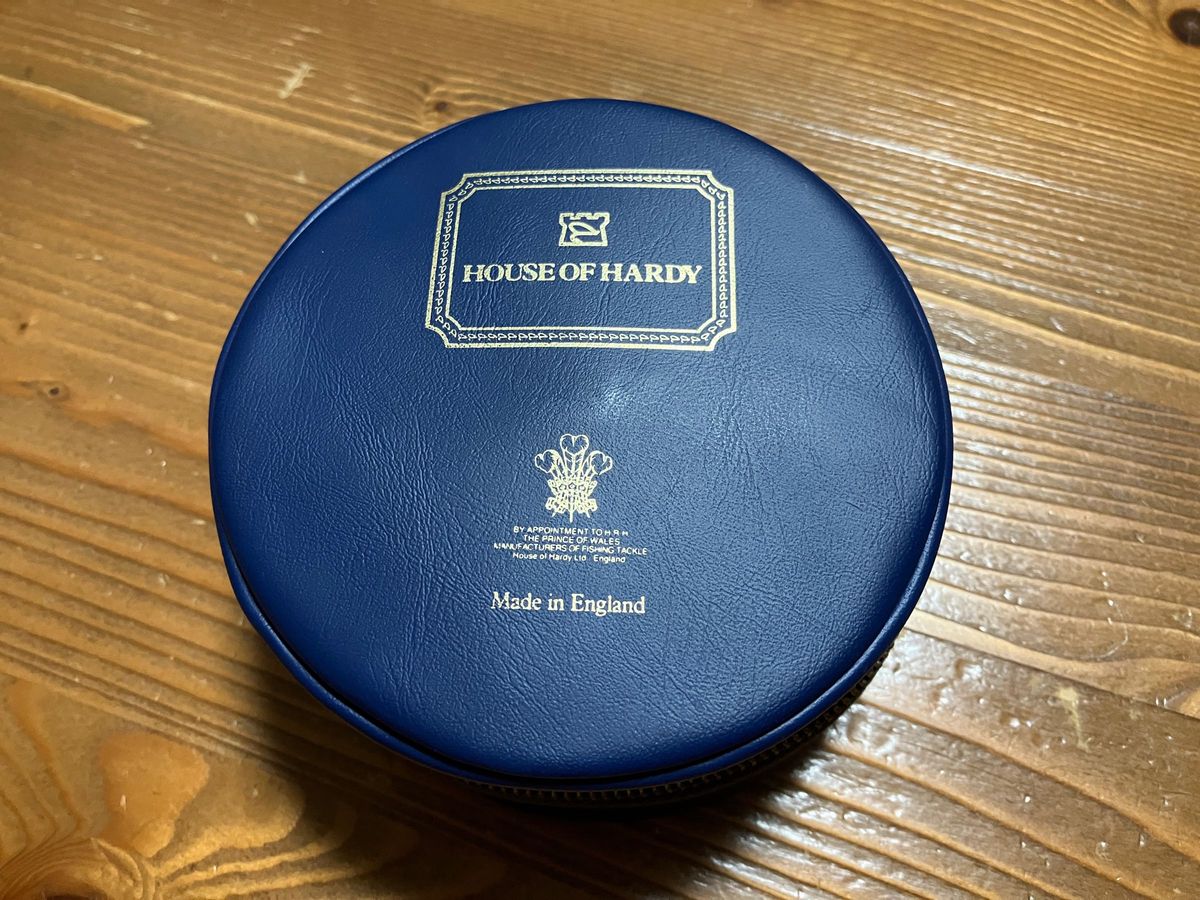 HOUSE OF HARDY
BY APPOINTMENT TO H R H
THE PRINCE OF WALES
MANUFACTURERS OF FISHING TACKLE
House of Hardy Ltd England
Made in England